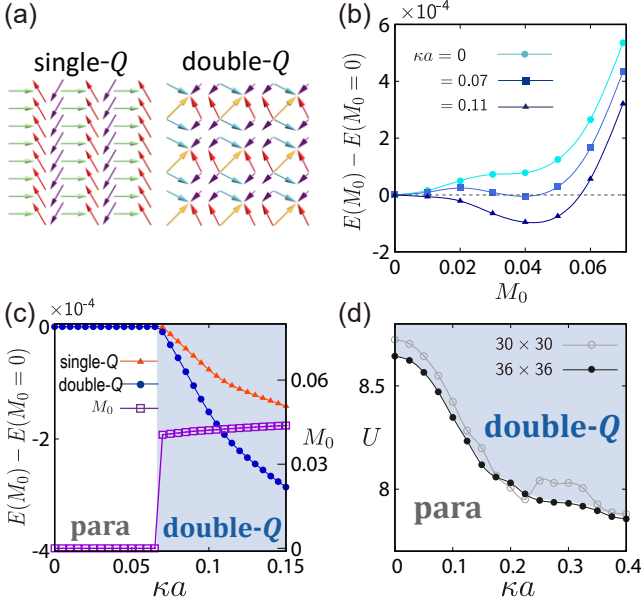 (a)
single-Q
double-Q
(b)
×10⁻⁴
E(M₀) − E(M₀ = 0)
6
4
2
0
-2
κa = 0
= 0.07
= 0.11
0
0.02
0.04
0.06
M₀
(c)
×10⁻⁴
E(M₀) − E(M₀ = 0)
0
-2
-4
single-Q
double-Q
M₀
para
double-Q
0.06
0.04
0.02
0
M₀
0
0.05
0.1
0.15
κa
(d)
U
8.5
8
30 × 30
36 × 36
double-Q
para
0
0.1
0.2
0.3
0.4
κa